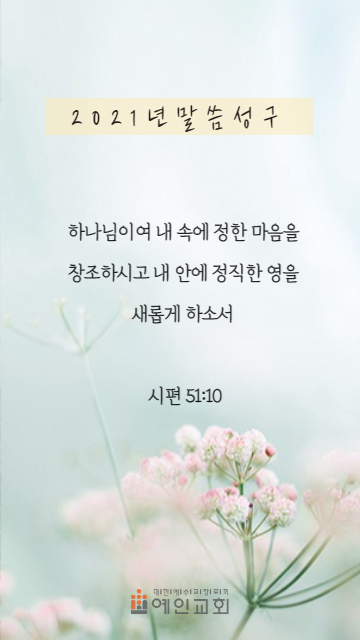 2021년말씀성구
하나님이여 내 속에 정한 마음을
창조하시고 내 안에 정직한 영을
새롭게 하소서
시편 51:10
예인교회